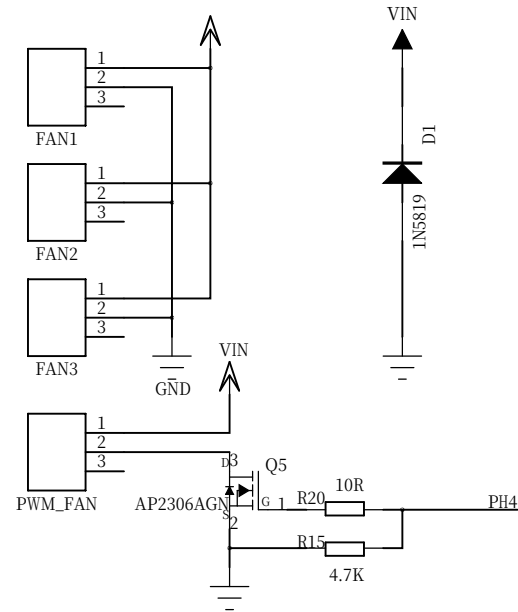 VIN
1
2
3
FAN1
D1
1
2
3
FAN2
1N5819
1
2
3
FAN3
VIN
GND
1
2
3
PWM_FAN
D3
Q5
AP2306AGN
G 1
S
2
R20
10R
PH4
R15
4.7K